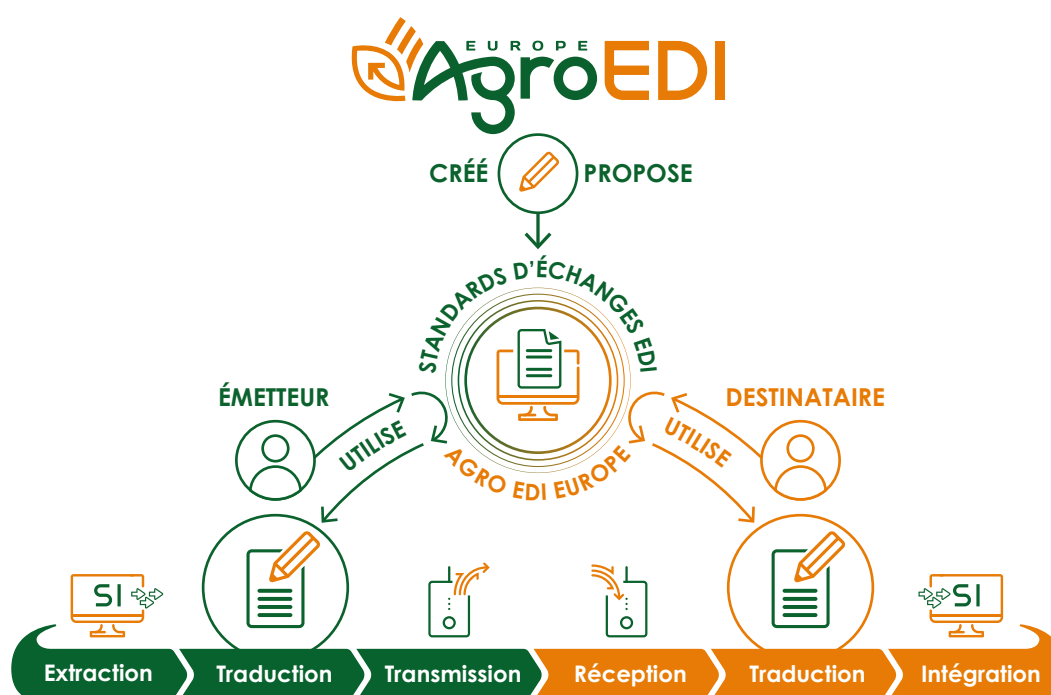 EUROPE
AgroEDI
CRÉÉ PROPOSE
STANDARDS D'ÉCHANGES EDI
AGRO EDI EUROPE
ÉMETTEUR
UTILISE
DESTINATAIRE
UTILISE
SI
SI
Extraction Traduction Transmission Réception Traduction Intégration